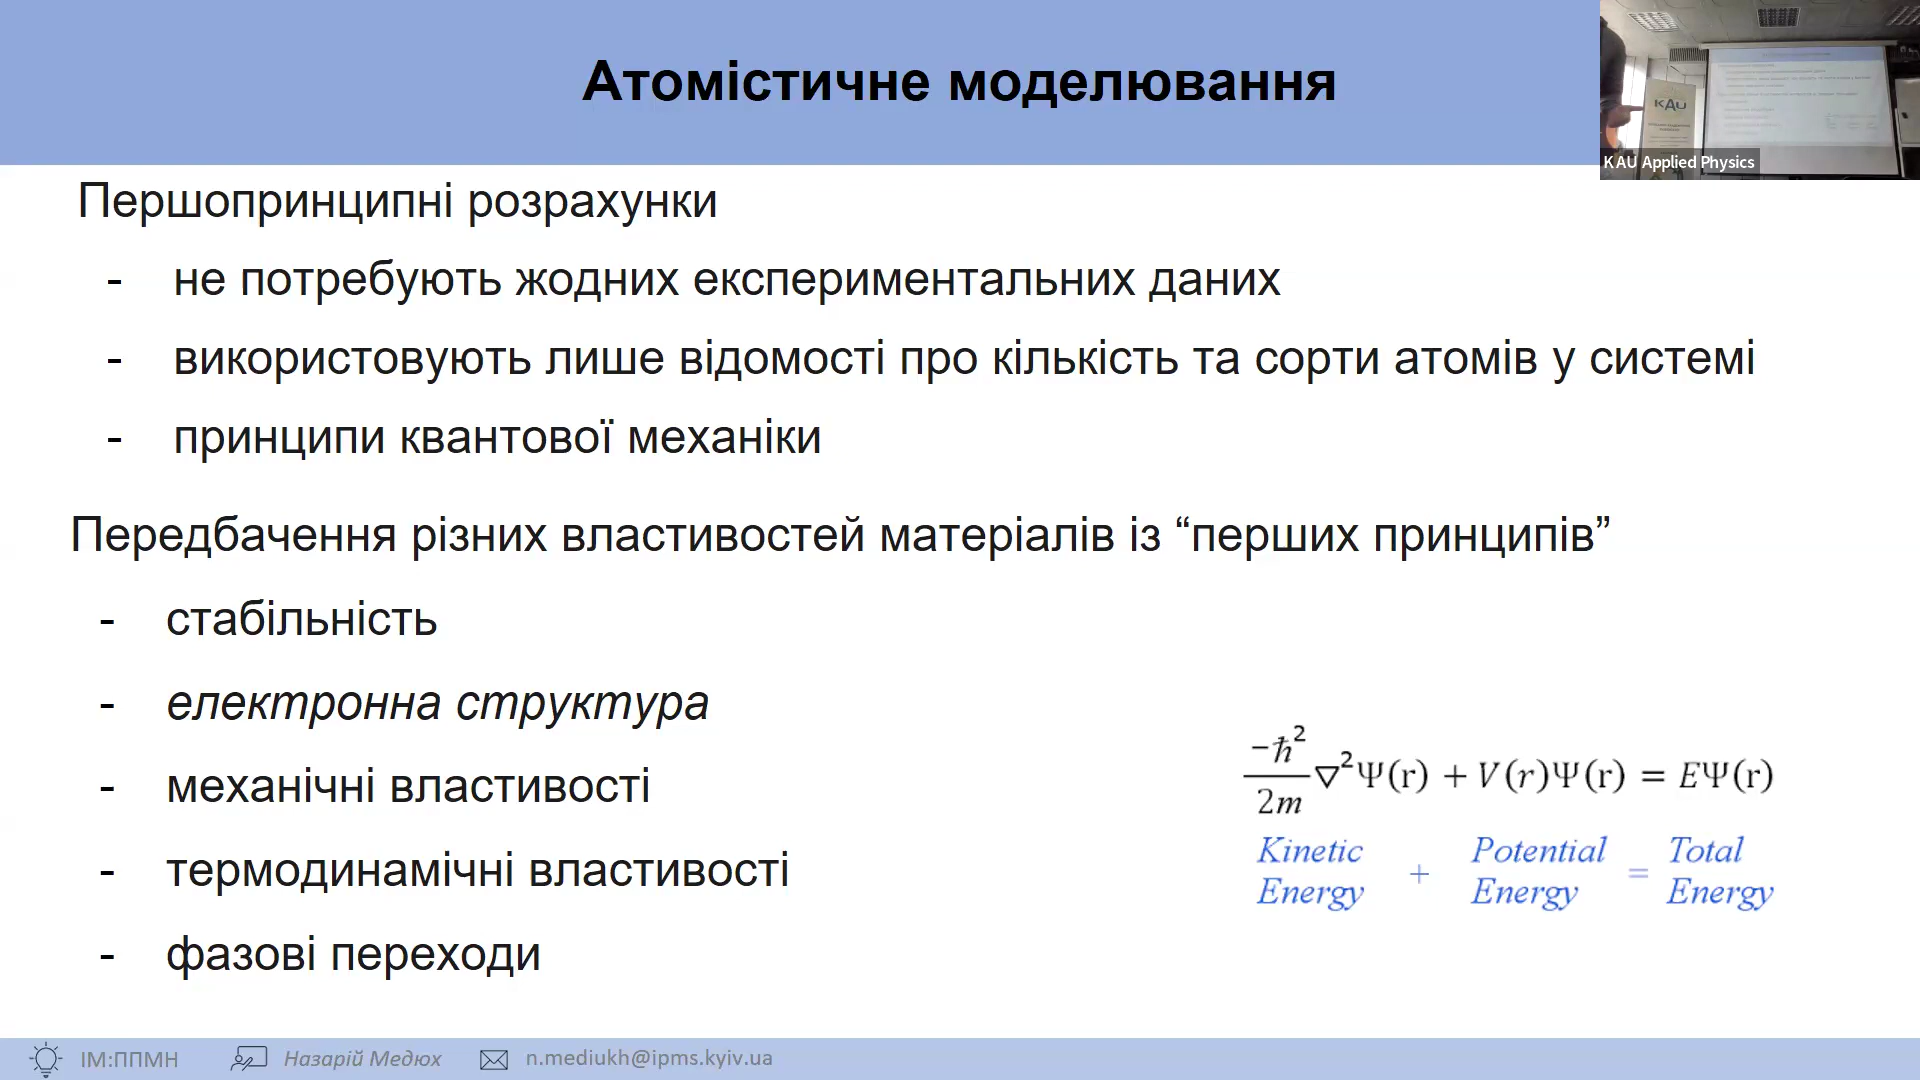 Атомістичне моделювання
KAU
KAU Applied Physics
Першопринципні розрахунки
- не потребують жодних експериментальних даних
- використовують лише відомості про кількість та сорти атомів у системі
- принципи квантової механіки
Передбачення різних властивостей матеріалів із “перших принципів”
- стабільність
- електронна структура
- механічні властивості
- термодинамічні властивості
- фазові переходи
−ħ²/2m ∇²Ψ(r) + V(r)Ψ(r) = EΨ(r)
Kinetic Energy + Potential Energy = Total Energy
ІМ:ППМН Назарій Медюх n.mediukh@ipms.kyiv.ua